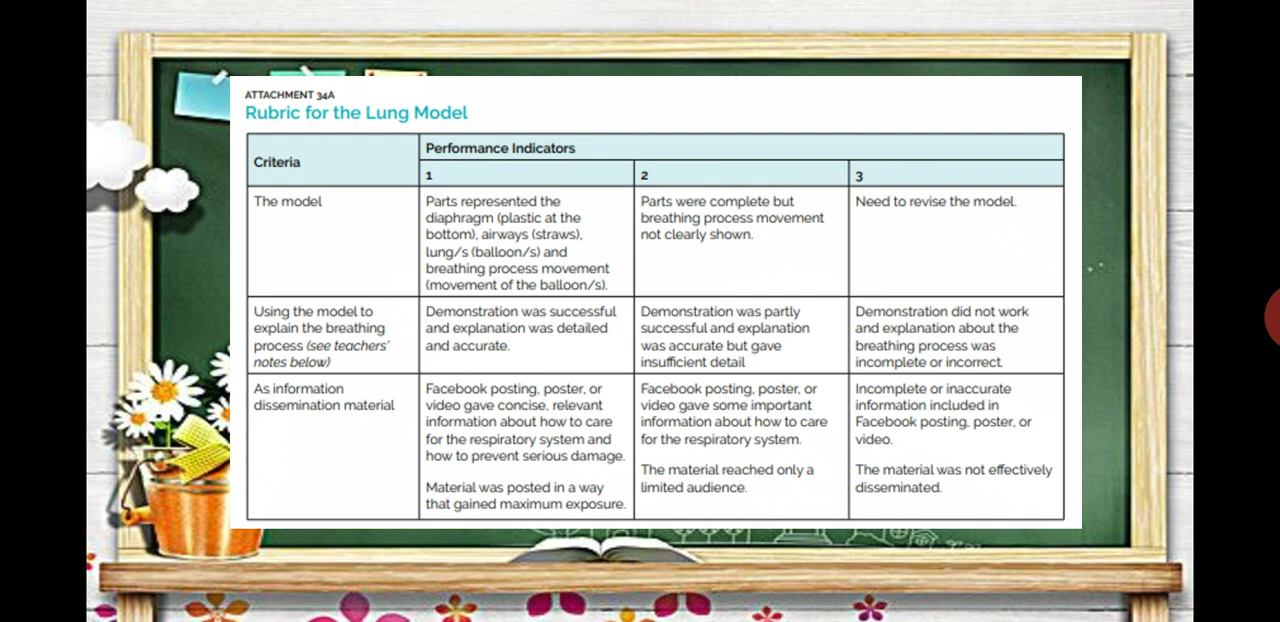 ATTACHMENT 34A
Rubric for the Lung Model
Criteria
Performance Indicators
1
2
3
The model
Parts represented the
diaphragm (plastic at the
bottom), airways (straws),
lung/s (balloon/s) and
breathing process movement
(movement of the balloon/s).
Parts were complete but
breathing process movement
not clearly shown.
Need to revise the model.
Using the model to
explain the breathing
process (see teachers'
notes below)
Demonstration was successful
and explanation was detailed
and accurate.
Demonstration was partly
successful and explanation
was accurate but gave
insufficient detail
Demonstration did not work
and explanation about the
breathing process was
incomplete or incorrect.
As information
dissemination material
Facebook posting, poster, or
video gave concise, relevant
information about how to care
for the respiratory system and
how to prevent serious damage.
Material was posted in a way
that gained maximum exposure.
Facebook posting, poster, or
video gave some important
information about how to care
for the respiratory system.
The material reached only a
limited audience.
Incomplete or inaccurate
information included in
Facebook posting, poster, or
video.
The material was not effectively
disseminated.